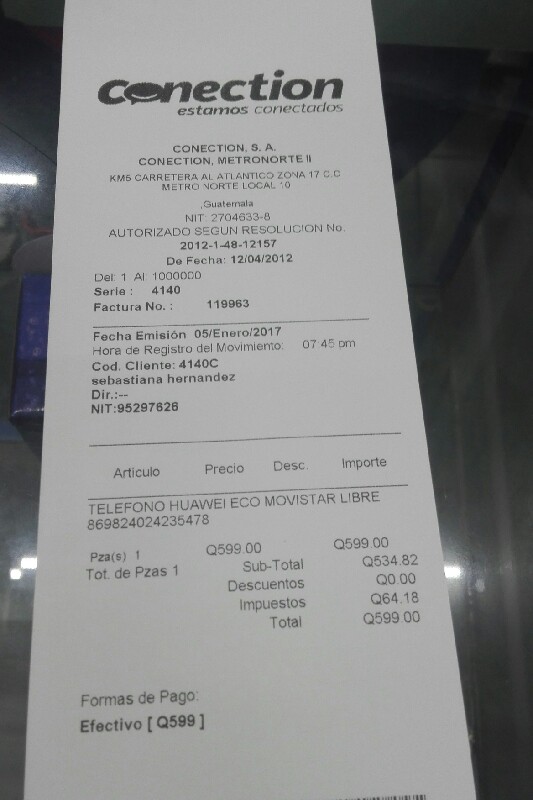 Conection
estamos conectados
CONECTION, S. A.
CONECTION, METRONORTE II
KM5 CARRETERA AL ATLANTICO ZONA 17 C.C
METRO NORTE LOCAL 10
,Guatemala
NIT: 2704633-8
AUTORIZADO SEGUN RESOLUCION No.
2012-1-48-12157
De Fecha: 12/04/2012
Del: 1 Al: 1000000
Serie : 4140
Factura No. : 119963
Fecha Emisión 05/Enero/2017
Hora de Registro del Movimiento: 07:45 pm
Cod. Cliente: 4140C
sebastiana hernandez
Dir.:--
NIT:95297626
Articulo Precio Desc. Importe
TELEFONO HUAWEI ECO MOVISTAR LIBRE
869824024235478
Pza(s) 1 Q599.00 Q599.00
Tot. de Pzas 1 Sub-Total Q534.82
Descuentos Q0.00
Impuestos Q64.18
Total Q599.00
Formas de Pago:
Efectivo [ Q599 ]